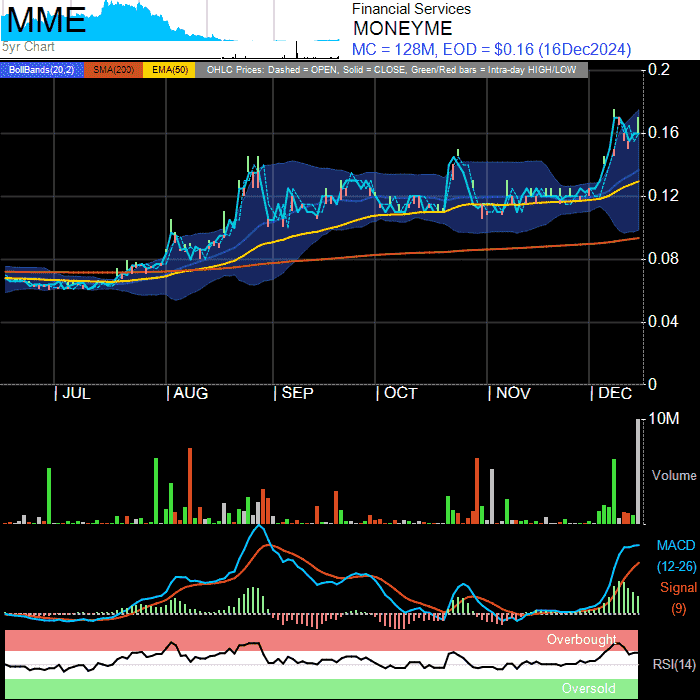 MME
5yr Chart
Financial Services
MONEYME
MC = 128M, EOD = $0.16 (16Dec2024)
BollBands(20,2) SMA(200) EMA(50) OHLC Prices: Dashed = OPEN, Solid = CLOSE, Green/Red bars = Intra-day HIGH/LOW
0.2
0.16
0.12
0.08
0.04
0
| JUL | AUG | SEP | OCT | NOV | DEC
10M
Volume
MACD
(12-26)
Signal
(9)
Overbought
RSI(14)
Oversold